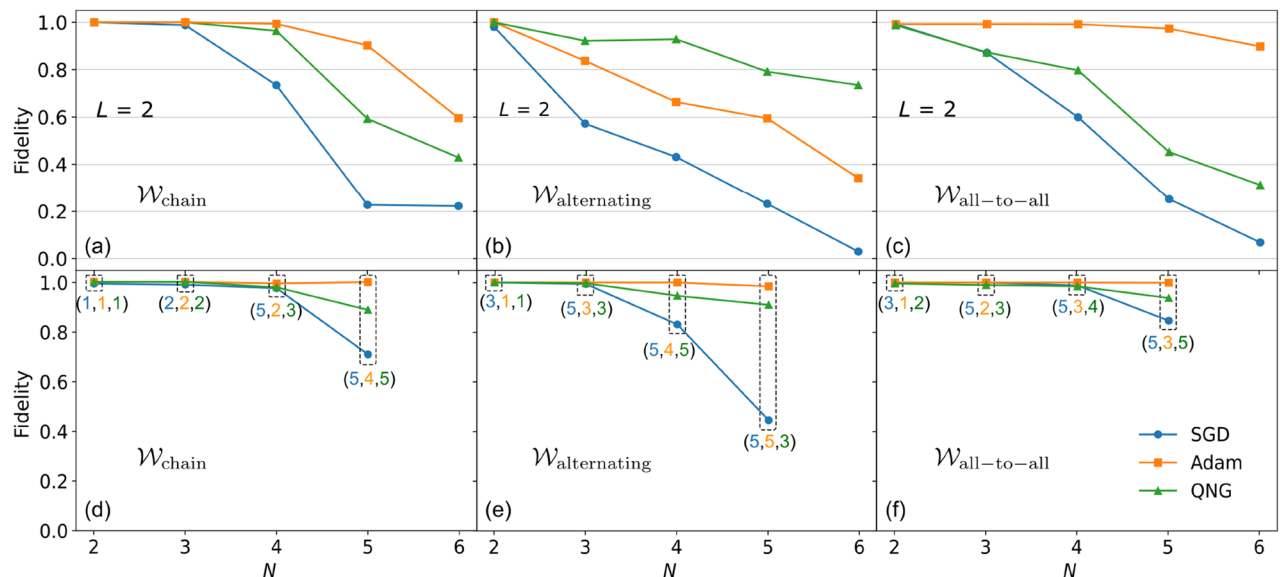 1.0
0.8
0.6
0.4
0.2
0.0
Fidelity
L = 2
𝒲chain
(a)
L = 2
𝒲alternating
(b)
L = 2
𝒲all−to−all
(c)
1.0
0.8
0.6
0.4
0.2
0.0
Fidelity
(1,1,1)
(2,2,2)
(5,2,3)
(5,4,5)
𝒲chain
(d)
2 3 4 5 6
N
(3,1,1)
(5,3,3)
(5,4,5)
(5,5,3)
𝒲alternating
(e)
2 3 4 5 6
N
(3,1,2)
(5,2,3)
(5,3,4)
(5,3,5)
𝒲all−to−all
(f)
SGD
Adam
QNG
2 3 4 5 6
N